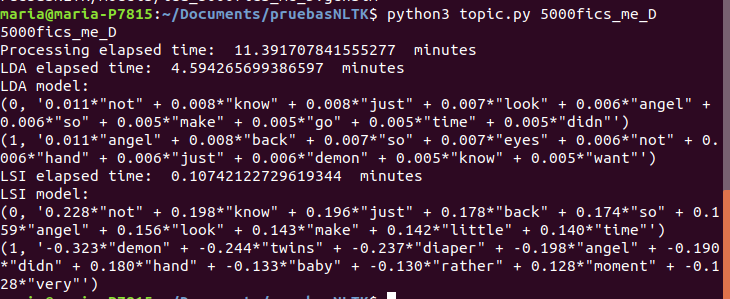 maria@maria-P7815:~/Documents/pruebasNLTK$ python3 topic.py 5000fics_me_D
5000fics_me_D
Processing elapsed time:  11.391707841555277  minutes
LDA elapsed time:  4.594265699386597  minutes
LDA model:
(0, '0.011*"not" + 0.008*"know" + 0.008*"just" + 0.007*"look" + 0.006*"angel" +
0.006*"so" + 0.005*"make" + 0.005*"go" + 0.005*"time" + 0.005*"didn"')
(1, '0.011*"angel" + 0.008*"back" + 0.007*"so" + 0.007*"eyes" + 0.006*"not" + 0.
006*"hand" + 0.006*"just" + 0.006*"demon" + 0.005*"know" + 0.005*"want"')
LSI elapsed time:  0.10742122729619344  minutes
LSI model:
(0, '0.228*"not" + 0.198*"know" + 0.196*"just" + 0.178*"back" + 0.174*"so" + 0.1
59*"angel" + 0.156*"look" + 0.143*"make" + 0.142*"little" + 0.140*"time"')
(1, '-0.323*"demon" + -0.244*"twins" + -0.237*"diaper" + -0.198*"angel" + -0.190
*"didn" + 0.180*"hand" + -0.133*"baby" + -0.130*"rather" + 0.128*"moment" + -0.1
28*"very"')
maria@maria-P7815:~/Documents/pruebasNLTK$